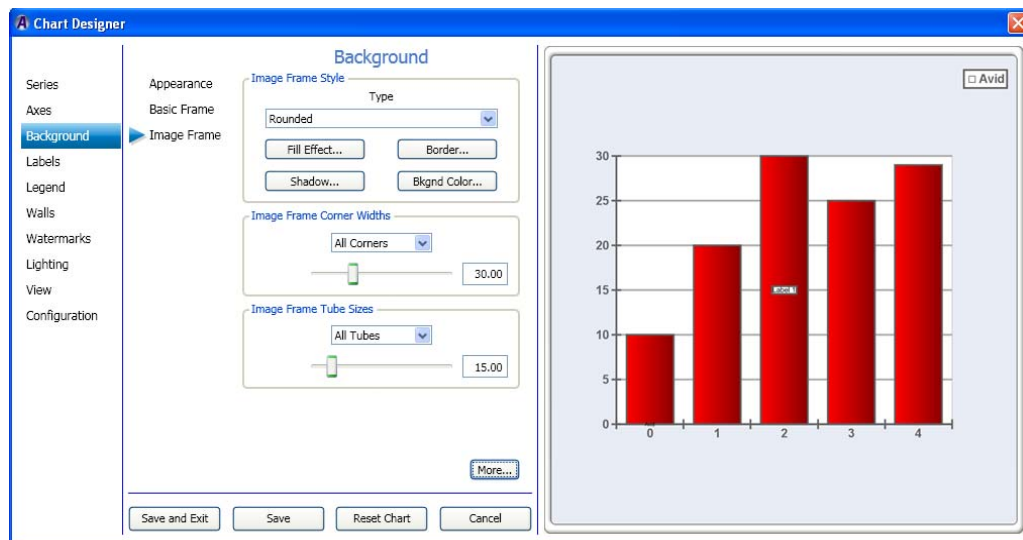 Chart Designer
Series
Axes
Background
Labels
Legend
Walls
Watermarks
Lighting
View
Configuration
Appearance
Basic Frame
Image Frame
Background
Image Frame Style
Type
Rounded
Fill Effect...
Border...
Shadow...
Bkgnd Color...
Image Frame Corner Widths
All Corners
30.00
Image Frame Tube Sizes
All Tubes
15.00
More...
Save and Exit
Save
Reset Chart
Cancel
Avid
30
25
20
15
10
5
0
Label 1
0 1 2 3 4